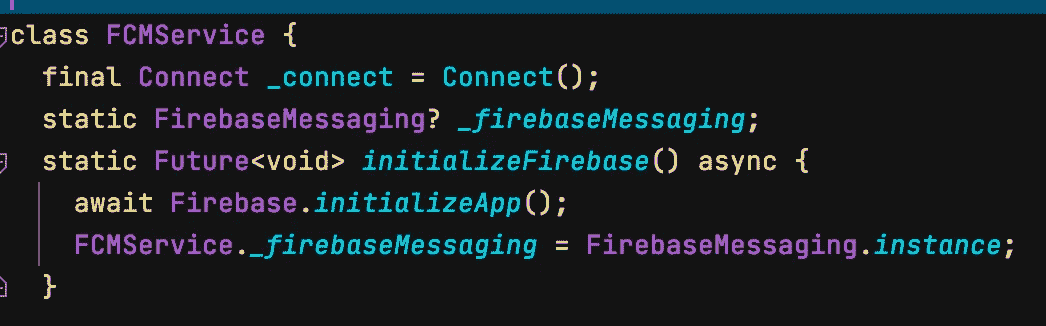 class FCMService {
final Connect _connect = Connect();
static FirebaseMessaging? _firebaseMessaging;
static Future<void> initializeFirebase() async {
await Firebase.initializeApp();
FCMService._firebaseMessaging = FirebaseMessaging.instance;
}